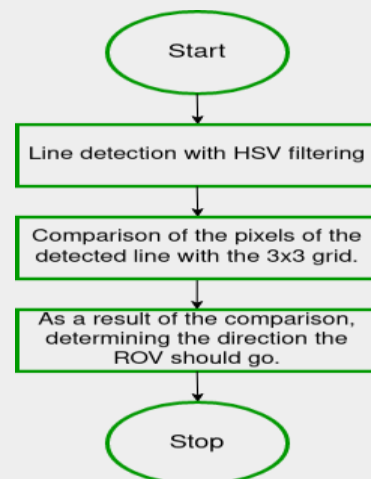 Start
Line detection with HSV filtering
Comparison of the pixels of the
detected line with the 3x3 grid.
As a result of the comparison,
determining the direction the
ROV should go.
Stop